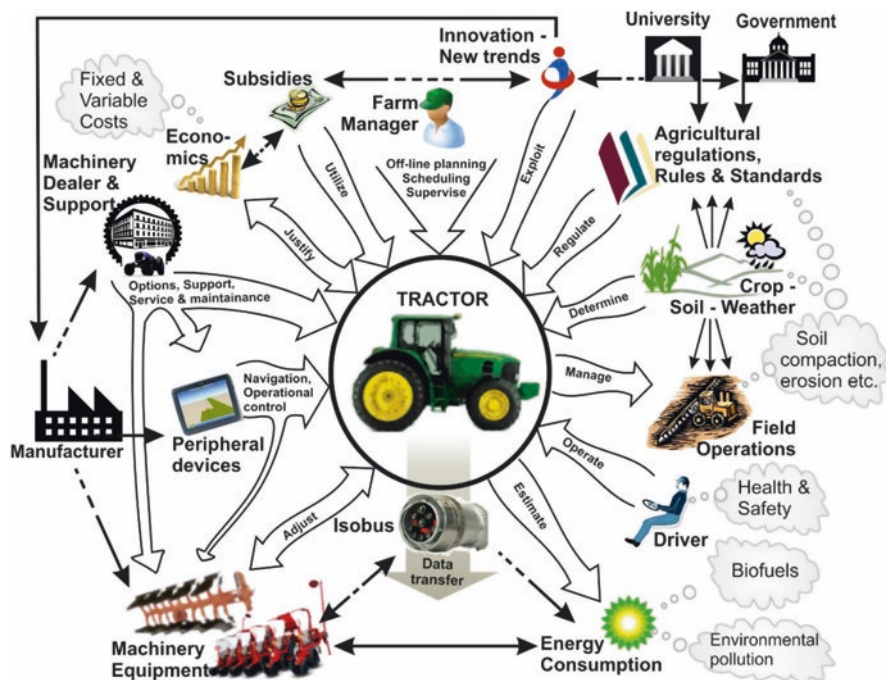 University
Government
Innovation -
New trends
Subsidies
Fixed &
Variable
Costs
Farm
Manager
Econo-
mics
Machinery
Dealer &
Support
Off-line planning
Scheduling
Supervise
Agricultural
regulations,
Rules & Standards
Utilize
Exploit
Regulate
Justify
Options, Support,
Service & maintainance
TRACTOR
Determine
Crop -
Soil - Weather
Soil
compaction,
erosion etc.
Manage
Navigation,
Operational
control
Manufacturer
Peripheral
devices
Field
Operations
Operate
Health &
Safety
Driver
Adjust
Isobus
Estimate
Data
transfer
Biofuels
Machinery
Equipment
Energy
Consumption
Environmental
pollution